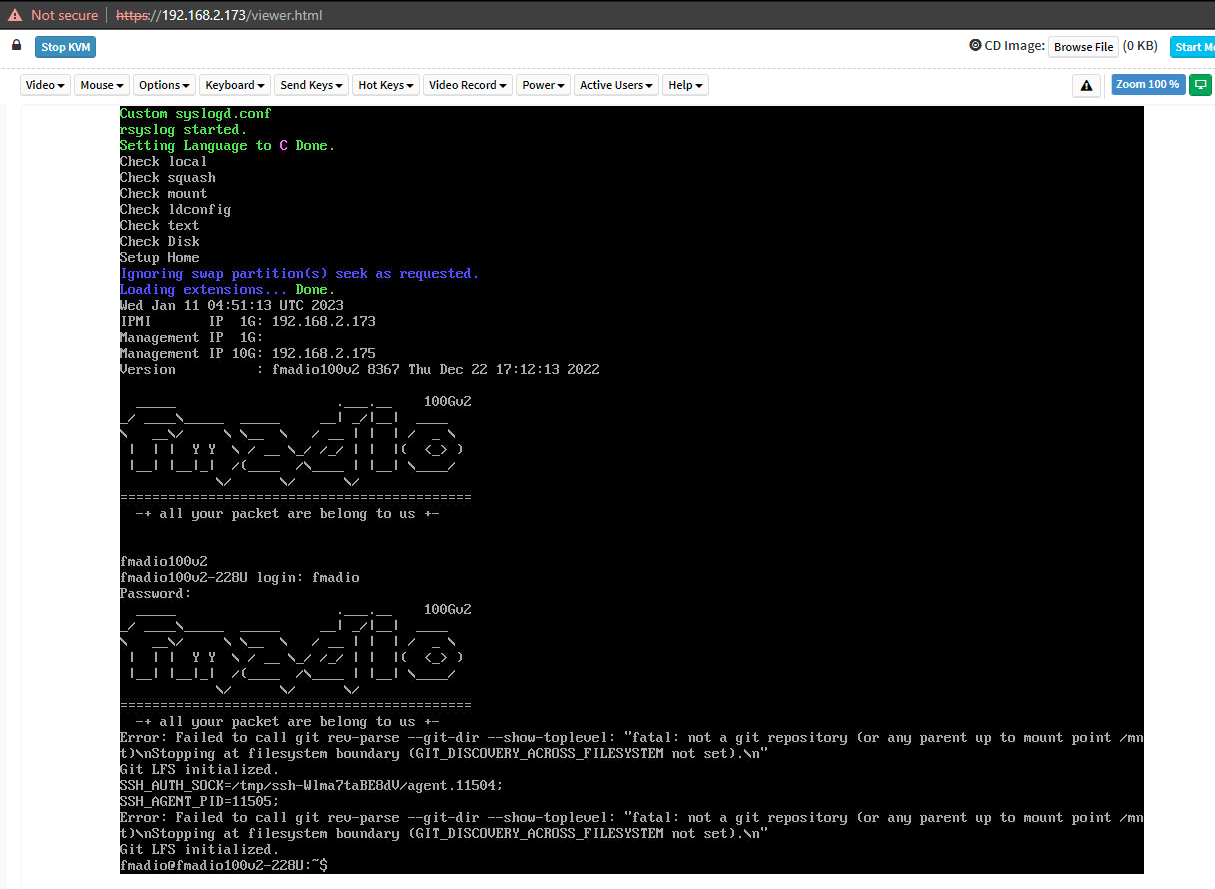 Not secure https://192.168.2.173/viewer.html
Stop KVM CD Image: Browse File (0 KB) Start Me
Video Mouse Options Keyboard Send Keys Hot Keys Video Record Power Active Users Help Zoom 100 %
Custom syslogd.conf
rsyslog started.
Setting Language to C Done.
Check local
Check squash
Check mount
Check ldconfig
Check text
Check Disk
Setup Home
Ignoring swap partition(s) seek as requested.
Loading extensions... Done.
Wed Jan 11 04:51:13 UTC 2023
IPMI       IP  1G: 192.168.2.173
Management IP  1G:
Management IP 10G: 192.168.2.175
Version          : fmadio100v2 8367 Thu Dec 22 17:12:13 2022
100Gv2
fmadio
============================================
-+ all your packet are belong to us +-
fmadio100v2
fmadio100v2-228U login: fmadio
Password:
100Gv2
fmadio
============================================
-+ all your packet are belong to us +-
Error: Failed to call git rev-parse --git-dir --show-toplevel: "fatal: not a git repository (or any parent up to mount point /mn
t)\nStopping at filesystem boundary (GIT_DISCOVERY_ACROSS_FILESYSTEM not set).\n"
Git LFS initialized.
SSH_AUTH_SOCK=/tmp/ssh-Wlma7taBE8dV/agent.11504;
SSH_AGENT_PID=11505;
Error: Failed to call git rev-parse --git-dir --show-toplevel: "fatal: not a git repository (or any parent up to mount point /mn
t)\nStopping at filesystem boundary (GIT_DISCOVERY_ACROSS_FILESYSTEM not set).\n"
Git LFS initialized.
fmadio@fmadio100v2-228U:~$